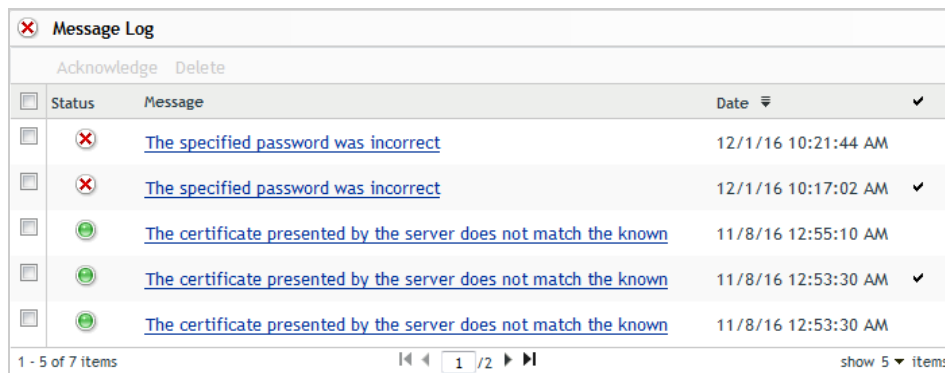 Message Log
Acknowledge Delete
Status Message Date
The specified password was incorrect 12/1/16 10:21:44 AM
The specified password was incorrect 12/1/16 10:17:02 AM
The certificate presented by the server does not match the known 11/8/16 12:55:10 AM
The certificate presented by the server does not match the known 11/8/16 12:53:30 AM
The certificate presented by the server does not match the known 11/8/16 12:53:30 AM
1 - 5 of 7 items 1 /2 show 5 items